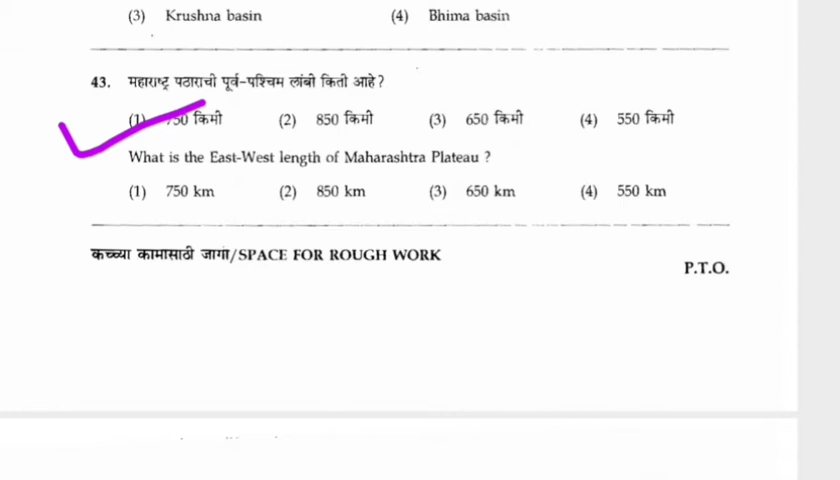 (3) Krushna basin (4) Bhima basin
43. महाराष्ट्र पठाराची पूर्व-पश्चिम लांबी किती आहे?
(1) 750 किमी (2) 850 किमी (3) 650 किमी (4) 550 किमी
What is the East-West length of Maharashtra Plateau ?
(1) 750 km (2) 850 km (3) 650 km (4) 550 km
कच्च्या कामासाठी जागा/SPACE FOR ROUGH WORK
P.T.O.